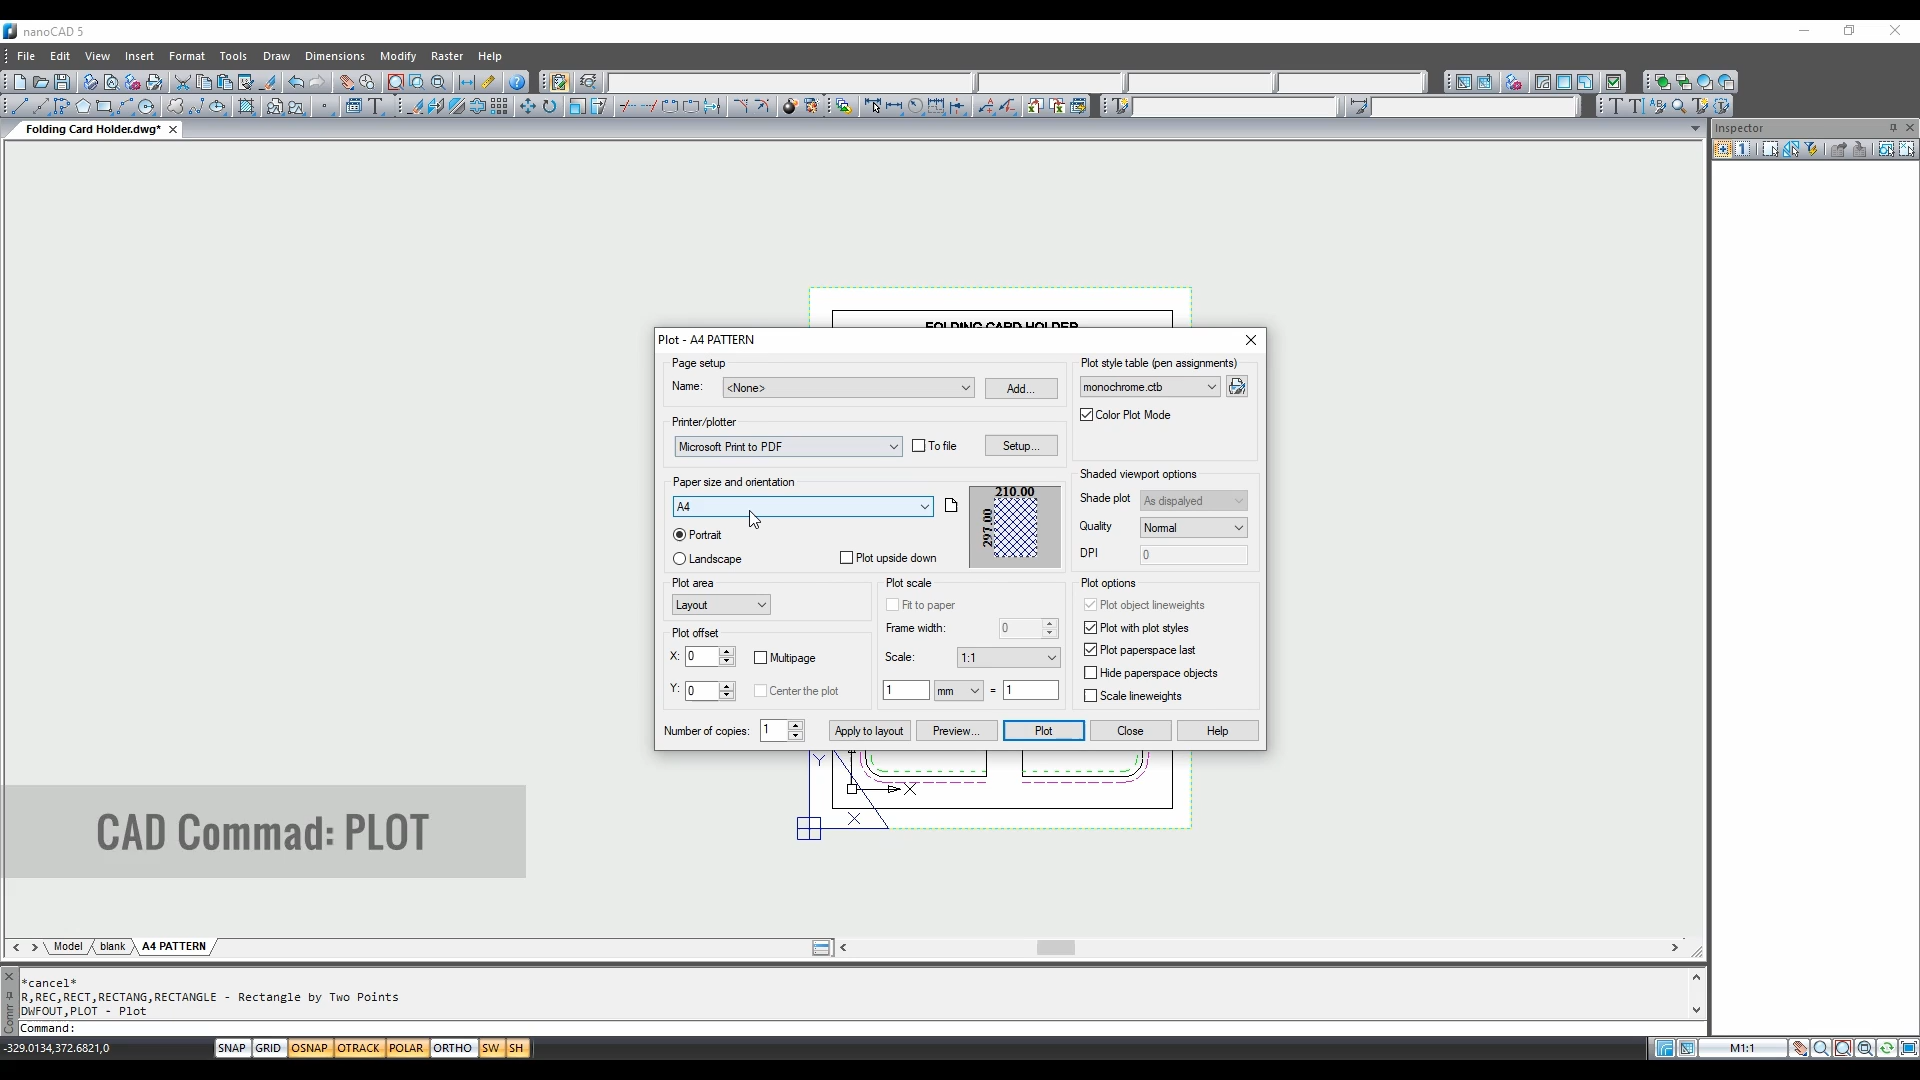 nanoCAD 5
File Edit View Insert Format Tools Draw Dimensions Modify Raster Help
Folding Card Holder.dwg*
Inspector
FOLDING CARD HOLDER
Plot - A4 PATTERN
Page setup
Name: <None> Add...
Plot style table (pen assignments)
monochrome.ctb
Color Plot Mode
Printer/plotter
Microsoft Print to PDF To file Setup...
Paper size and orientation
A4
Portrait
Landscape
Plot upside down
210.00
297.00
Shaded viewport options
Shade plot As dispalyed
Quality Normal
DPI 0
Plot area
Layout
Plot scale
Fit to paper
Frame width: 0
Scale: 1:1
1 mm = 1
Plot options
Plot object lineweights
Plot with plot styles
Plot paperspace last
Hide paperspace objects
Scale lineweights
Plot offset
X: 0 Multipage
Y: 0 Center the plot
Number of copies: 1 Apply to layout Preview... Plot Close Help
Y
X
X
CAD Commad: PLOT
Model blank A4 PATTERN
*cancel*
R,REC,RECT,RECTANG,RECTANGLE - Rectangle by Two Points
DWFOUT,PLOT - Plot
Command:
-329.0134,372.6821,0 SNAP GRID OSNAP OTRACK POLAR ORTHO SW SH M1:1